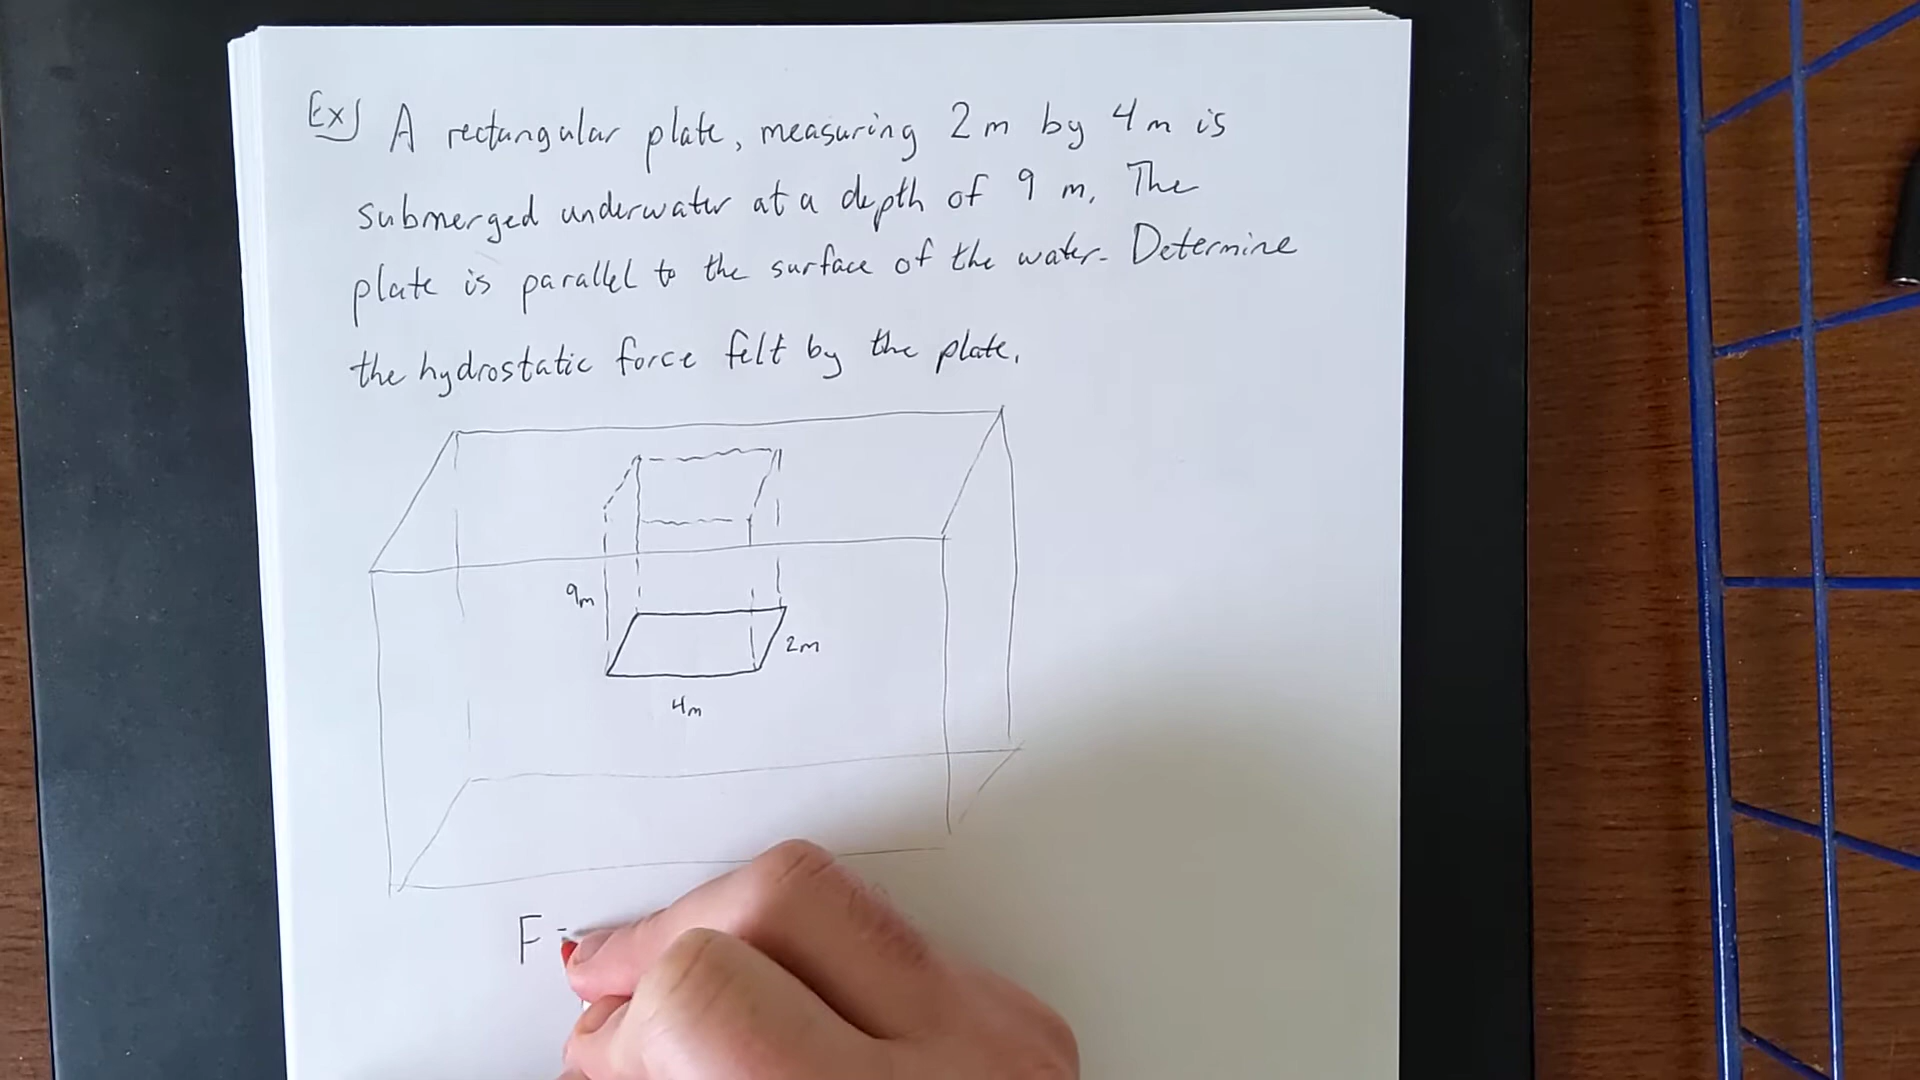 Ex) A rectangular plate, measuring 2m by 4m is
submerged underwater at a depth of 9 m. The
plate is parallel to the surface of the water. Determine
the hydrostatic force felt by the plate.
9m
2m
4m
F =